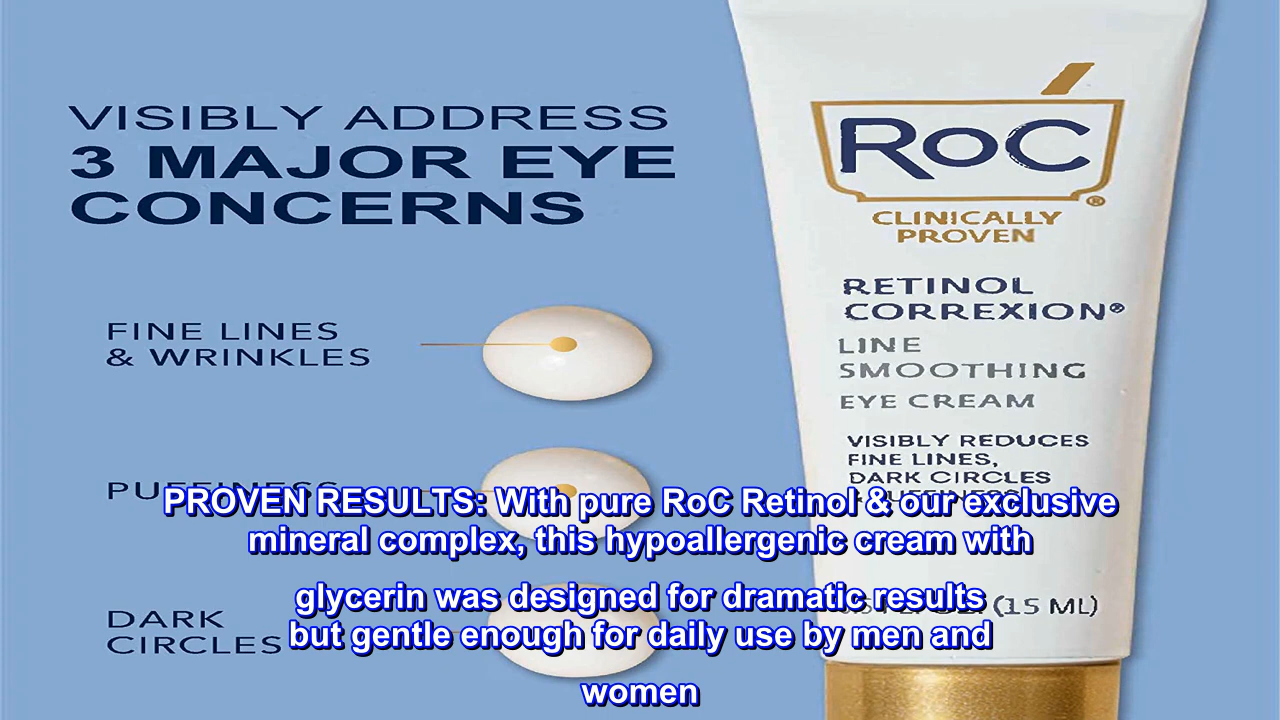 VISIBLY ADDRESS
3 MAJOR EYE
CONCERNS
FINE LINES
& WRINKLES
PUFFINESS
DARK
CIRCLES
RoC®
CLINICALLY
PROVEN
RETINOL
CORREXION®
LINE
SMOOTHING
EYE CREAM
VISIBLY REDUCES
FINE LINES,
DARK CIRCLES
& PUFFINESS
(15 ML)
PROVEN RESULTS: With pure RoC Retinol & our exclusive
mineral complex, this hypoallergenic cream with
glycerin was designed for dramatic results
but gentle enough for daily use by men and
women